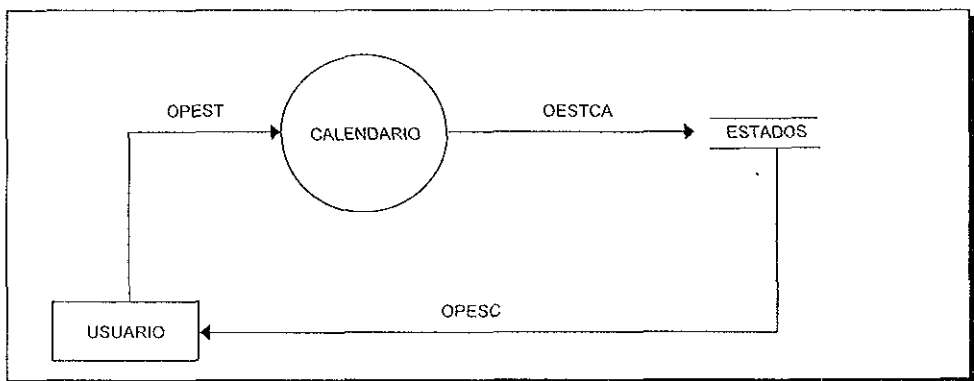 OPEST
OESTCA
CALENDARIO
ESTADOS
OPESC
USUARIO